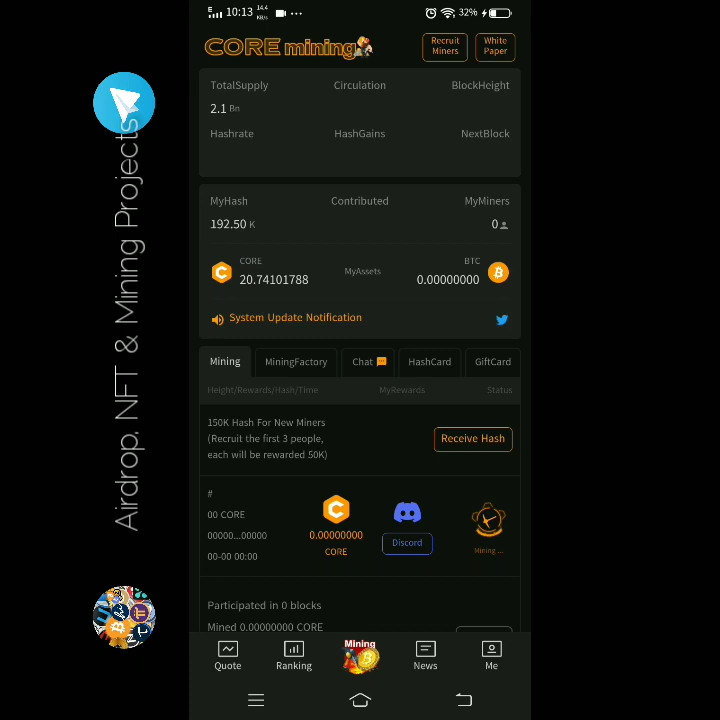 E 10:13 14.4 KB/s 32%
CORE mining
Recruit Miners
White Paper
TotalSupply Circulation BlockHeight
2.1 Bn
Hashrate HashGains NextBlock
MyHash Contributed MyMiners
192.50 K 0
CORE BTC
20.74101788 MyAssets 0.00000000
System Update Notification
Mining MiningFactory Chat HashCard GiftCard
Height/Rewards/Hash/Time MyRewards Status
150K Hash For New Miners
(Recruit the first 3 people,
each will be rewarded 50K)
Receive Hash
#
00 CORE
00000...00000
00-00 00:00
0.00000000
CORE
Discord
Mining ...
Participated in 0 blocks
Mined 0.00000000 CORE
Mining
Quote Ranking News Me
Airdrop, NFT & Mining Projects